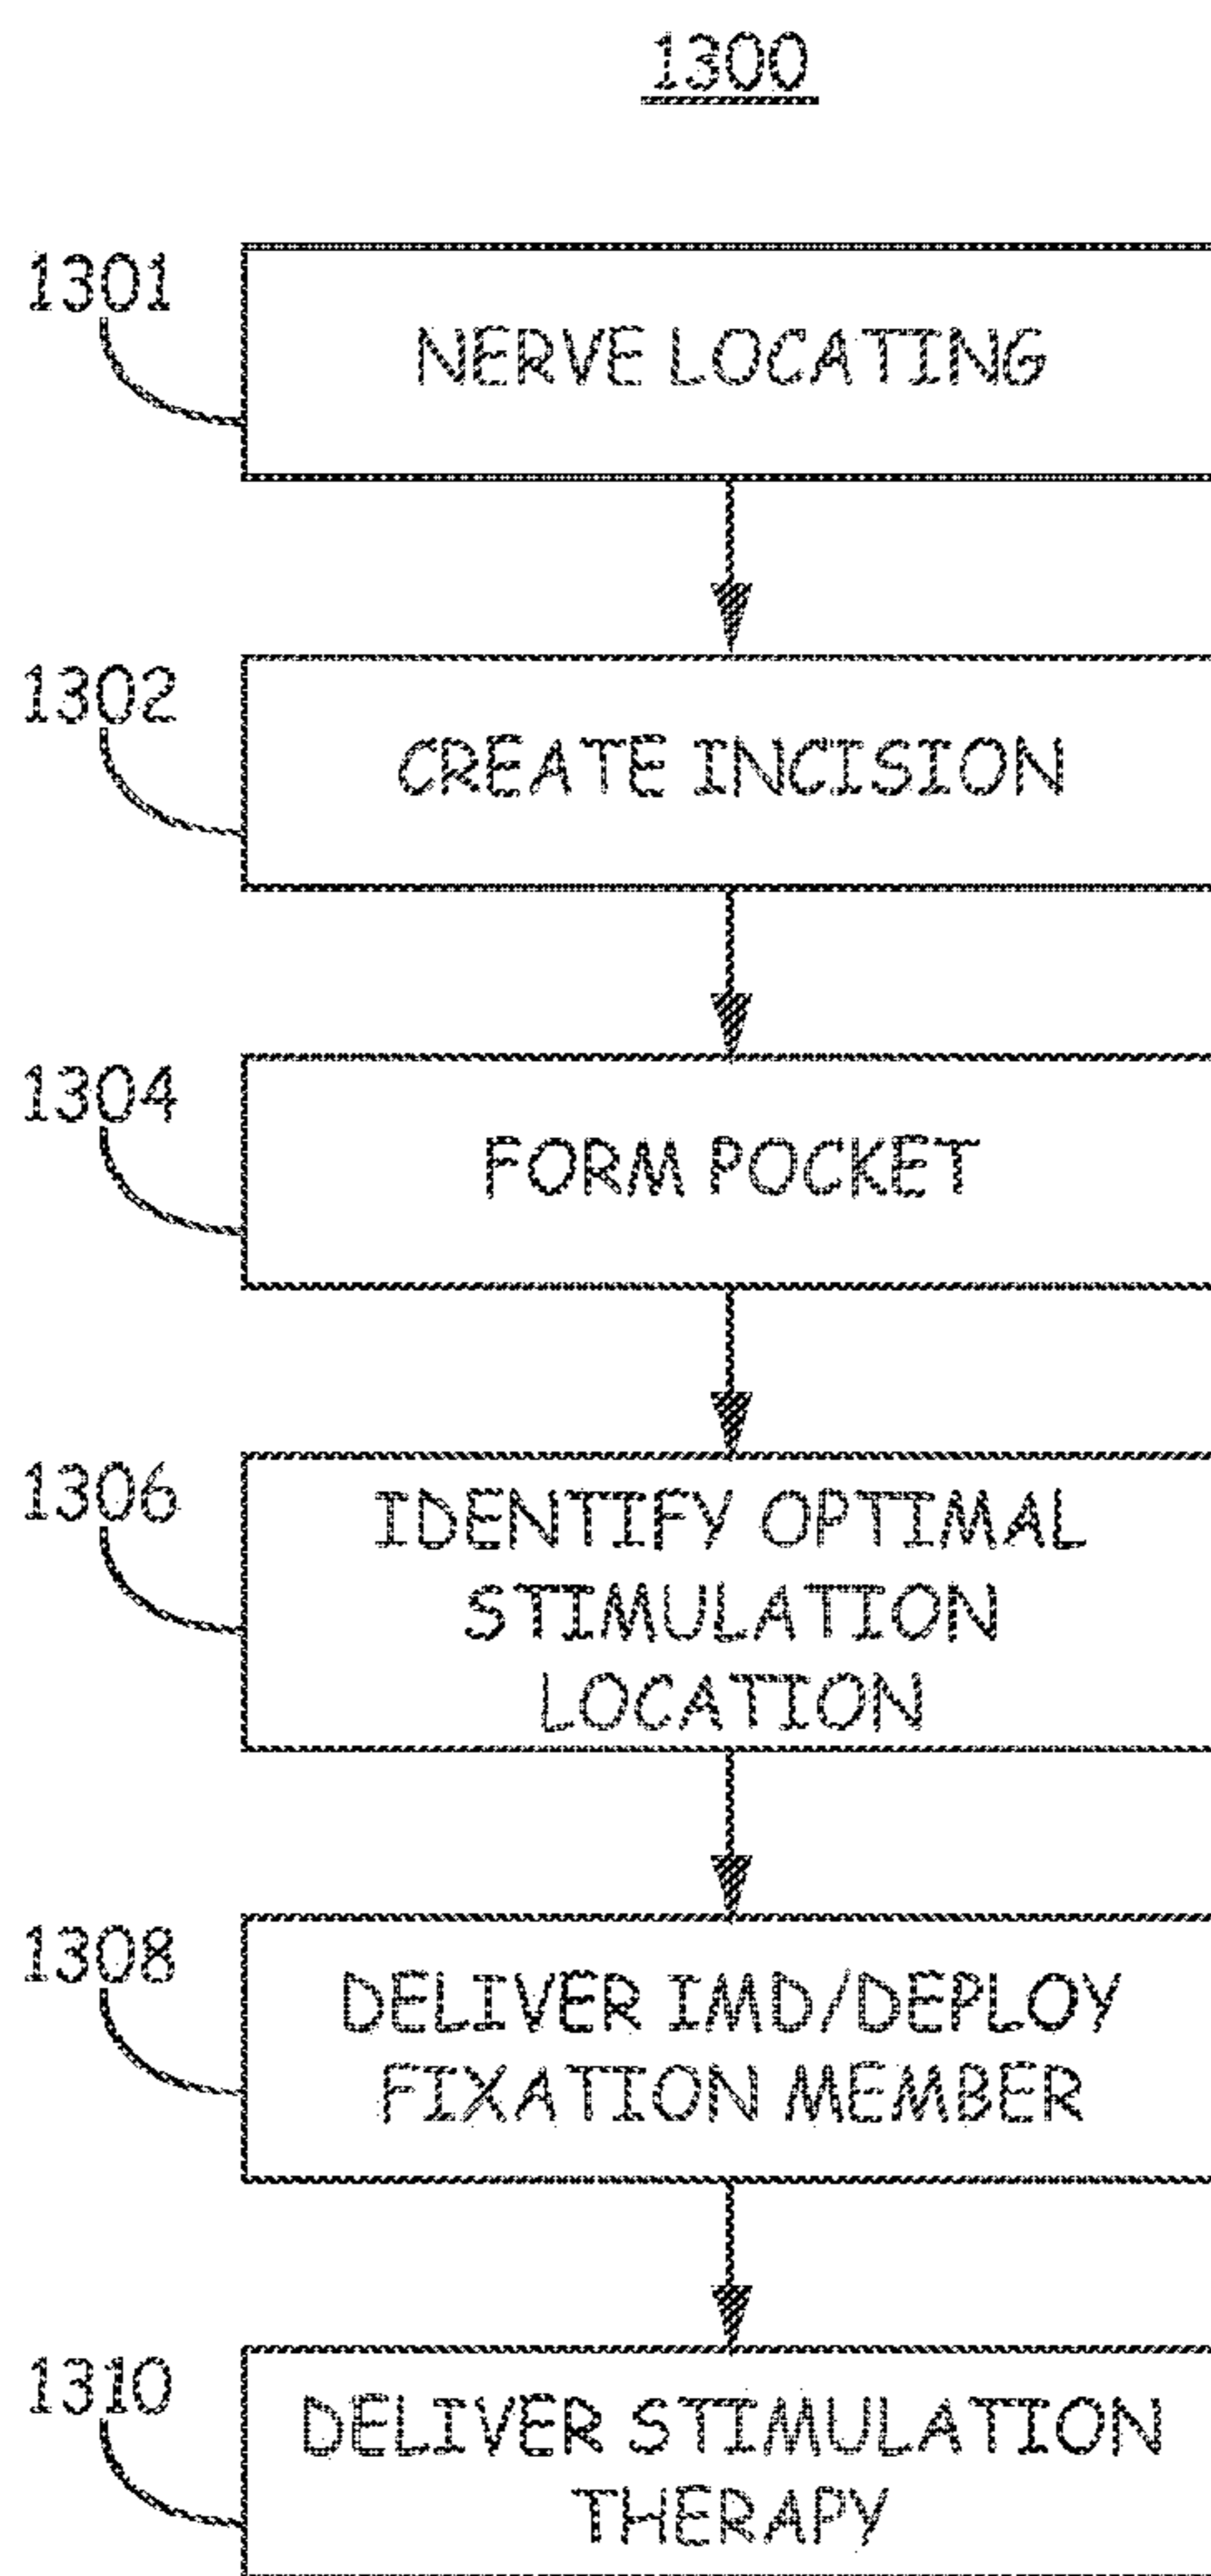 1300
1301
NERVE LOCATING
1302
CREATE INCISION
1304
FORM POCKET
1306
IDENTIFY OPTIMAL
STIMULATION
LOCATION
1308
DELIVER IMD/DEPLOY
FIXATION MEMBER
1310
DELIVER STIMULATION
THERAPY